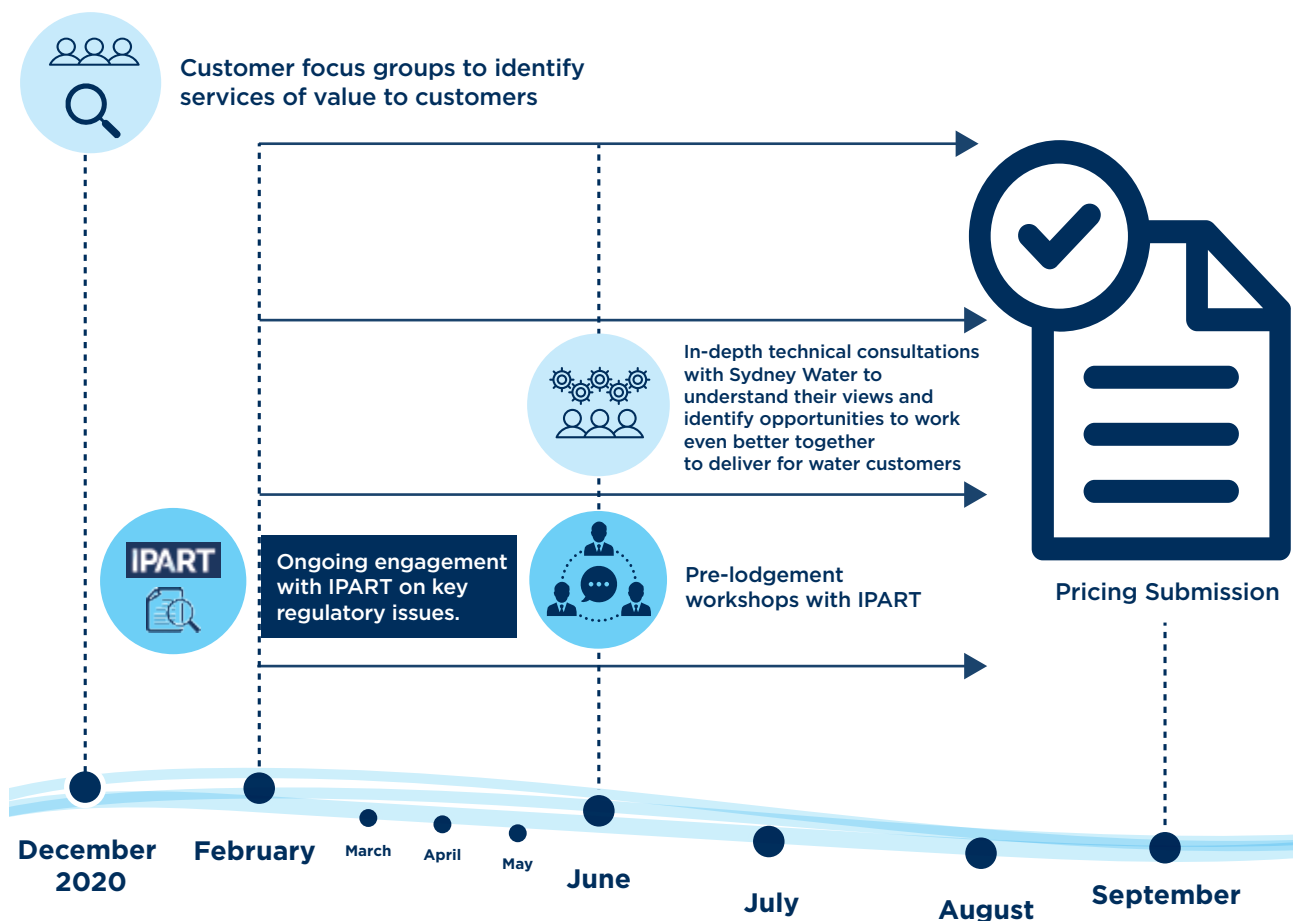 Customer focus groups to identify
services of value to customers
In-depth technical consultations
with Sydney Water to
understand their views and
identify opportunities to work
even better together
to deliver for water customers
IPART
Ongoing engagement
with IPART on key
regulatory issues.
Pre-lodgement
workshops with IPART
Pricing Submission
December
2020
February
March
April
May
June
July
August
September